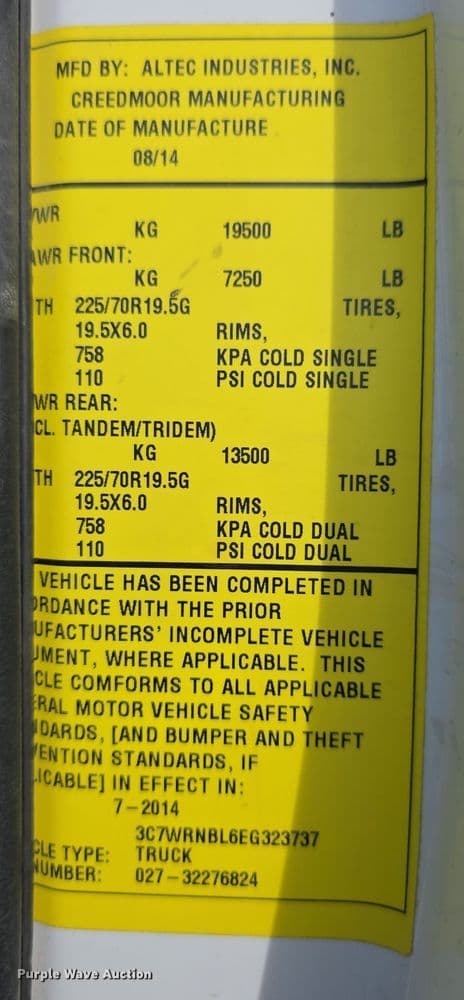 MFD BY: ALTEC INDUSTRIES, INC.
CREEDMOOR MANUFACTURING
DATE OF MANUFACTURE
08/14
VWR
KG 19500 LB
AWR FRONT:
KG 7250 LB
TH 225/70R19.5G TIRES,
19.5X6.0 RIMS,
758 KPA COLD SINGLE
110 PSI COLD SINGLE
WR REAR:
CL. TANDEM/TRIDEM)
KG 13500 LB
TH 225/70R19.5G TIRES,
19.5X6.0 RIMS,
758 KPA COLD DUAL
110 PSI COLD DUAL
VEHICLE HAS BEEN COMPLETED IN
ORDANCE WITH THE PRIOR
UFACTURERS' INCOMPLETE VEHICLE
UMENT, WHERE APPLICABLE. THIS
CLE COMFORMS TO ALL APPLICABLE
ERAL MOTOR VEHICLE SAFETY
NDARDS, [AND BUMPER AND THEFT
VENTION STANDARDS, IF
LICABLE] IN EFFECT IN:
7-2014
3C7WRNBL6EG323737
CLE TYPE: TRUCK
NUMBER: 027-32276824
Purple Wave Auction